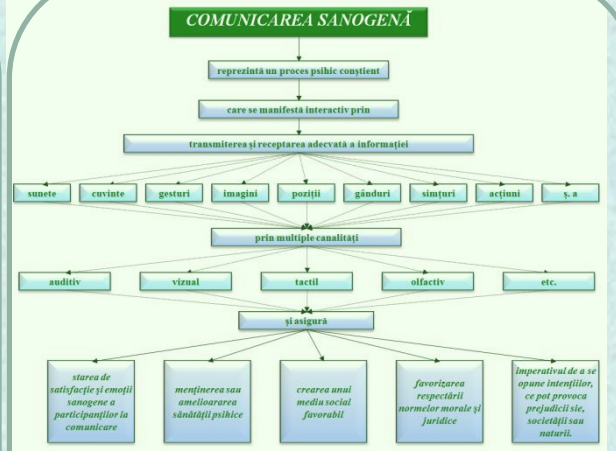 COMUNICAREA SANOGENĂ
reprezintă un proces psihic conștient
care se manifestă interactiv prin
transmiterea și receptarea adecvată a informației
sunete
cuvinte
gesturi
imagini
poziții
gânduri
simțuri
acțiuni
ș. a
prin multiple canalități
auditiv
vizual
tactil
olfactiv
etc.
și asigură
starea de
satisfacție și emoții
sanogene a
participanților la
comunicare
menținerea sau
amelioararea
sănătății psihice
crearea unui
mediu social
favorabil
favorizarea
respectării
normelor morale și
juridice
imperativul de a se
opune intențiilor,
ce pot provoca
prejudicii sie,
societății sau
naturii.